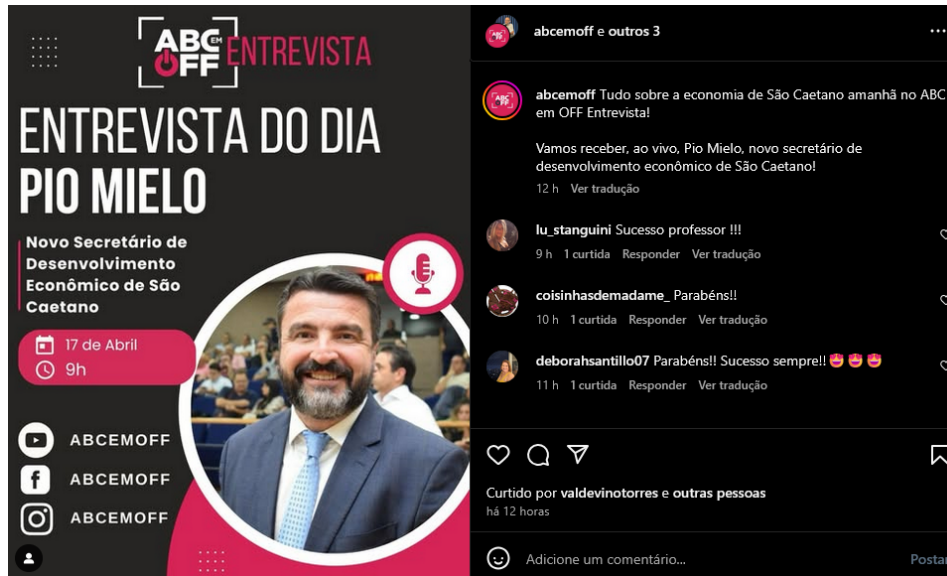 ABC EM OFF ENTREVISTA
ENTREVISTA DO DIA
PIO MIELO
Novo Secretário de
Desenvolvimento
Econômico de São
Caetano
17 de Abril
9h
ABCEMOFF
ABCEMOFF
ABCEMOFF
abcemoff e outros 3
abcemoff Tudo sobre a economia de São Caetano amanhã no ABC
em OFF Entrevista!
Vamos receber, ao vivo, Pio Mielo, novo secretário de
desenvolvimento econômico de São Caetano!
12 h Ver tradução
lu_stanguini Sucesso professor !!!
9 h 1 curtida Responder Ver tradução
coisinhasdemadame_ Parabéns!!
10 h 1 curtida Responder Ver tradução
deborahsantillo07 Parabéns!! Sucesso sempre!! 🤩🤩🤩
11 h 1 curtida Responder Ver tradução
Curtido por valdevinotorres e outras pessoas
há 12 horas
Adicione um comentário... Postar